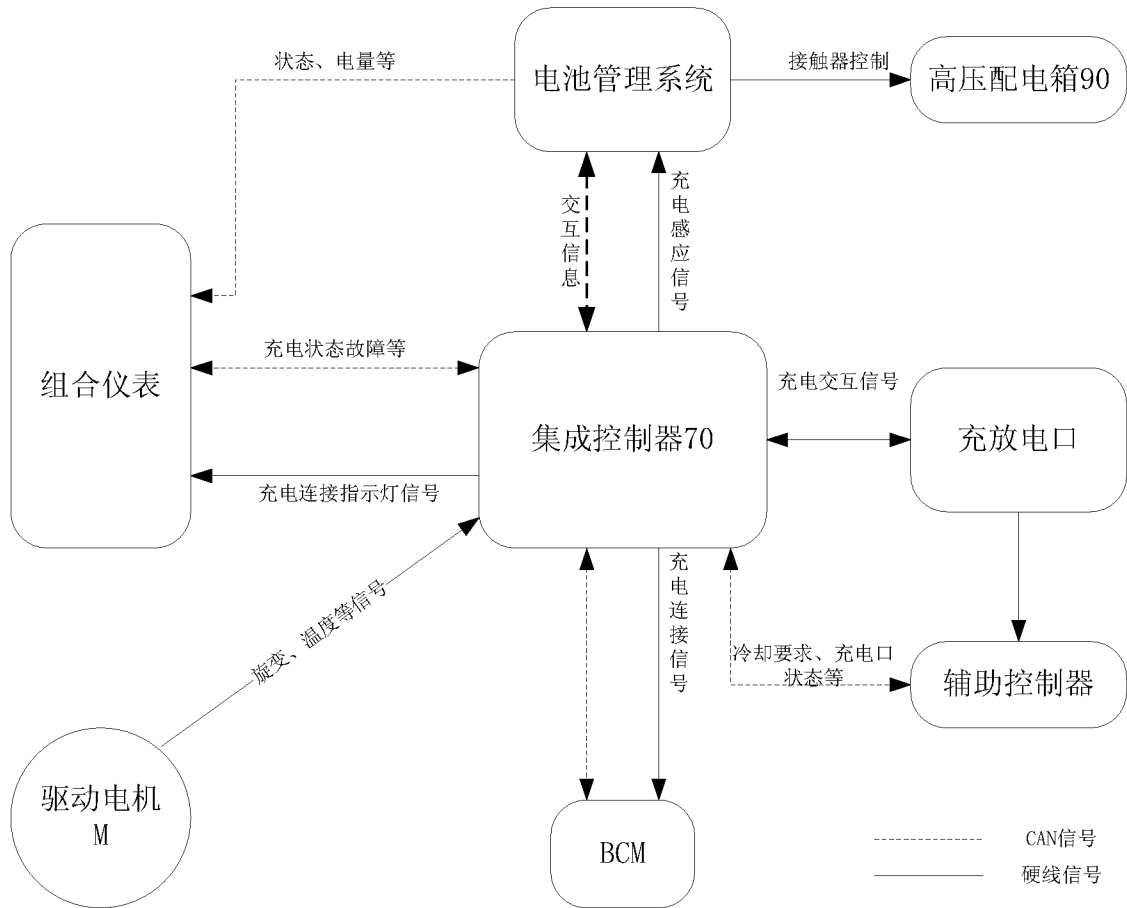 状态、电量等
电池管理系统
接触器控制
高压配电箱90
交互信息
充电感应信号
组合仪表
充电状态故障等
集成控制器70
充电交互信号
充放电口
充电连接指示灯信号
旋变、温度等信号
充电连接信号
冷却要求、充电口
状态等
辅助控制器
驱动电机
M
BCM
CAN信号
硬线信号